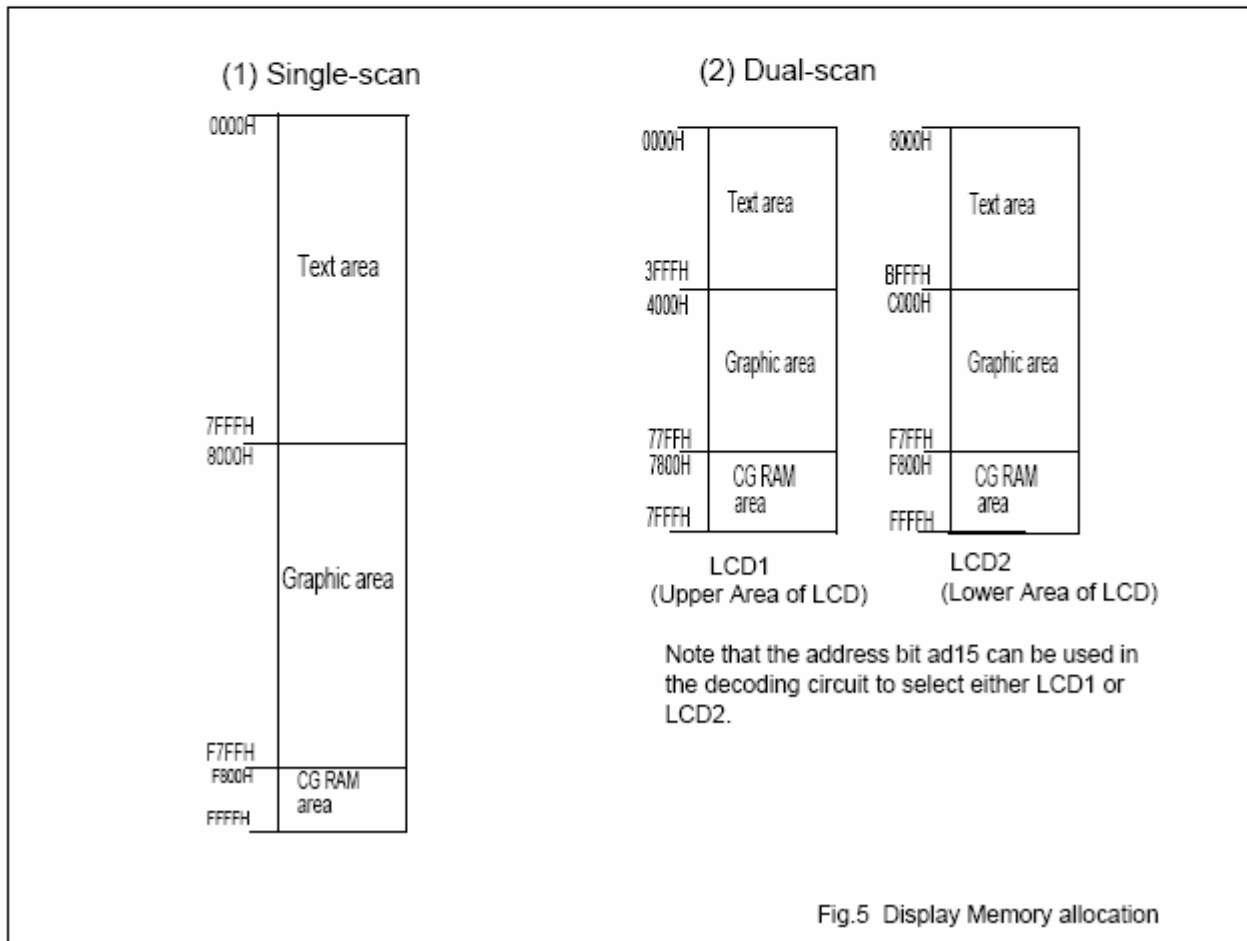 (1) Single-scan
0000H
Text area
7FFFH
8000H
Graphic area
F7FFH
F800H
CG RAM
area
FFFFH
(2) Dual-scan
0000H
Text area
3FFFH
4000H
Graphic area
77FFH
7800H
CG RAM
area
7FFFH
LCD1
(Upper Area of LCD)
8000H
Text area
BFFFH
C000H
Graphic area
F7FFH
F800H
CG RAM
area
FFFFH
LCD2
(Lower Area of LCD)
Note that the address bit ad15 can be used in
the decoding circuit to select either LCD1 or
LCD2.
Fig.5 Display Memory allocation